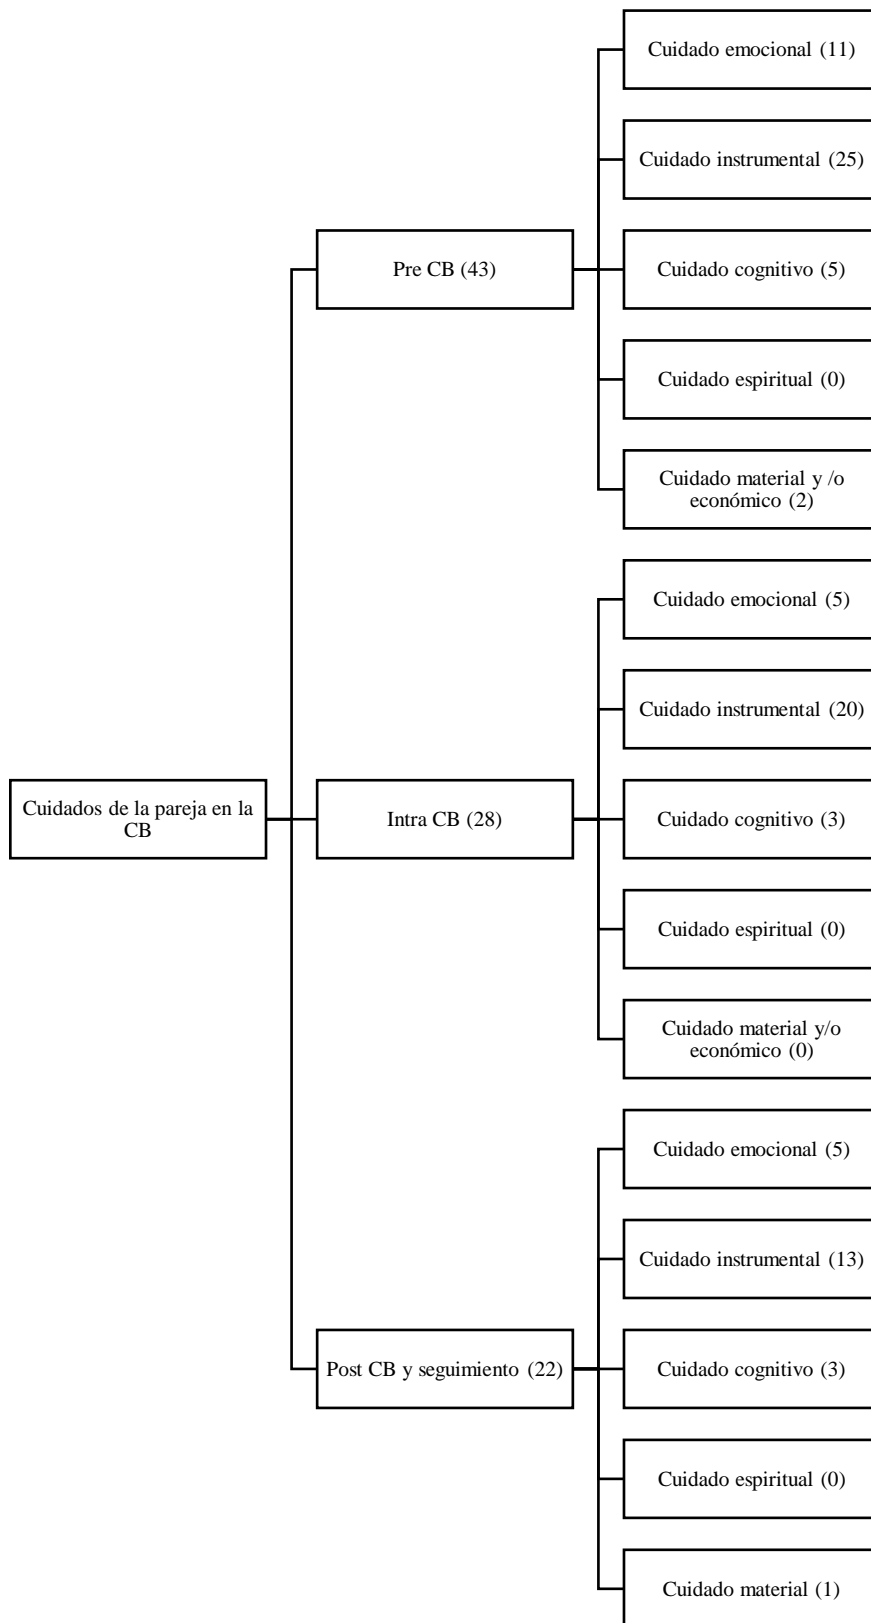 Cuidados de la pareja en la
CB
Pre CB (43)
Cuidado emocional (11)
Cuidado instrumental (25)
Cuidado cognitivo (5)
Cuidado espiritual (0)
Cuidado material y /o
económico (2)
Intra CB (28)
Cuidado emocional (5)
Cuidado instrumental (20)
Cuidado cognitivo (3)
Cuidado espiritual (0)
Cuidado material y/o
económico (0)
Post CB y seguimiento (22)
Cuidado emocional (5)
Cuidado instrumental (13)
Cuidado cognitivo (3)
Cuidado espiritual (0)
Cuidado material (1)